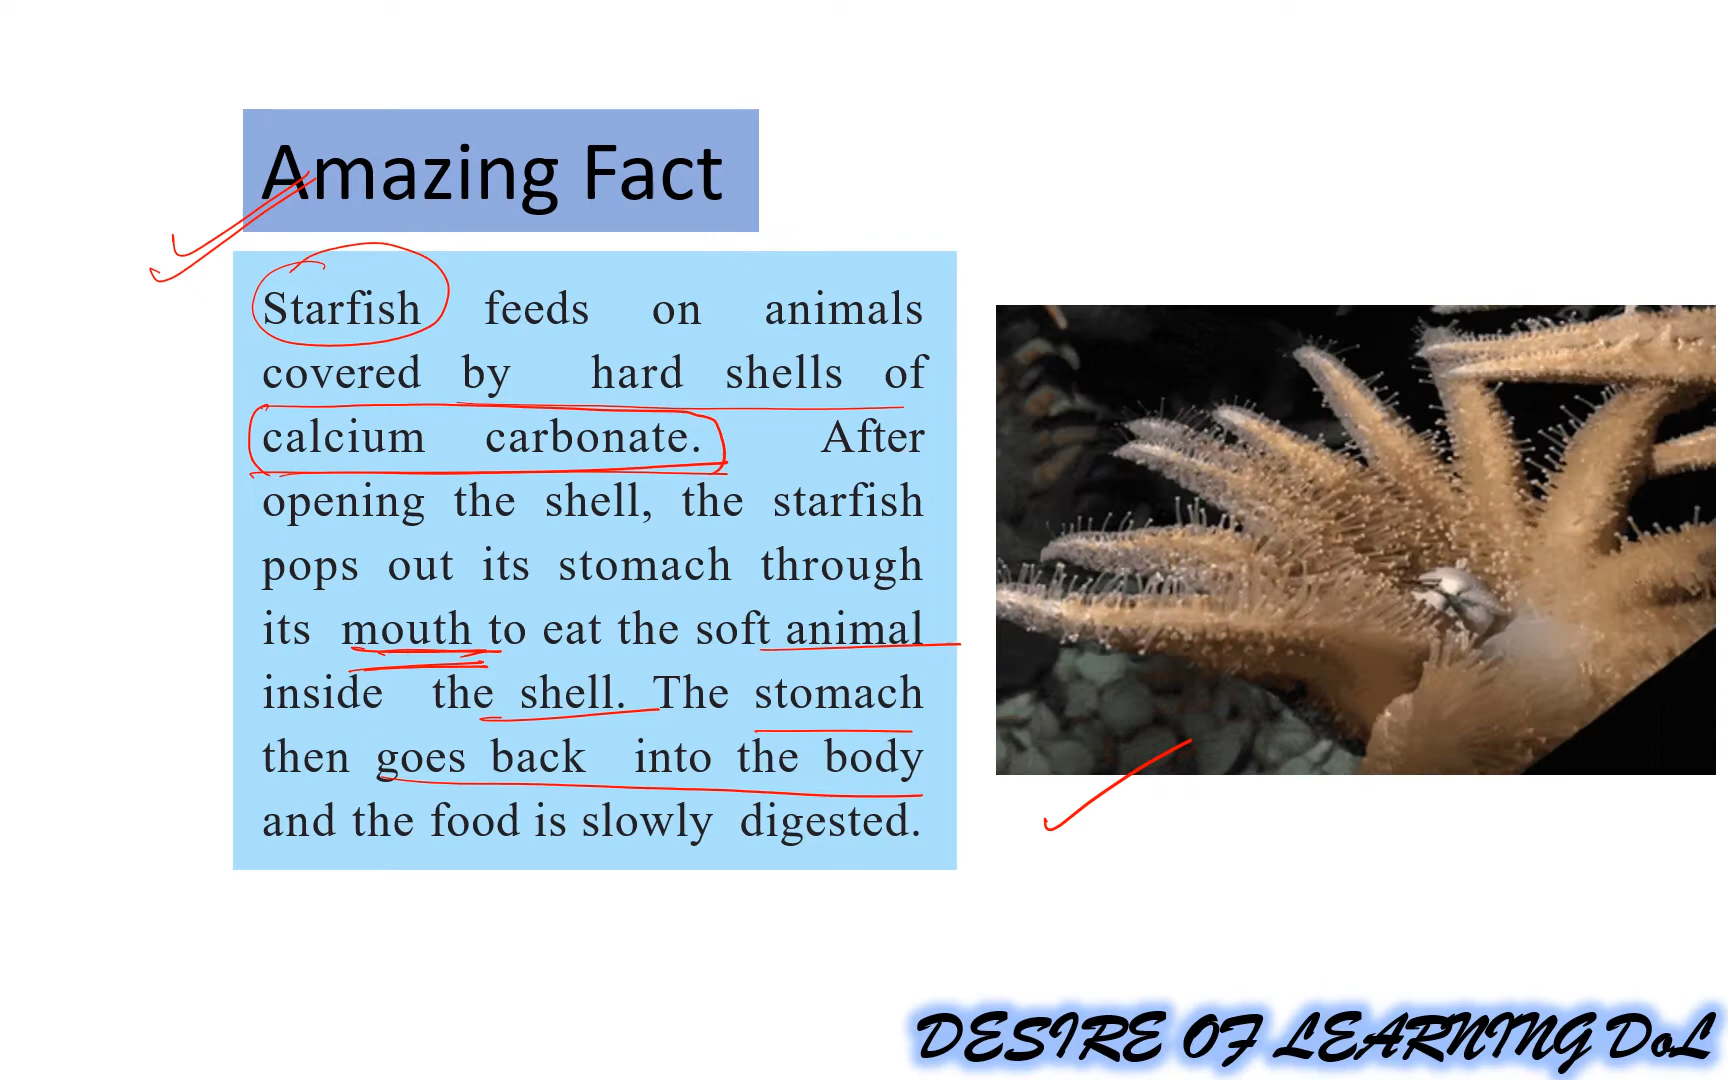 Amazing Fact
Starfish feeds on animals
covered by hard shells of
calcium carbonate. After
opening the shell, the starfish
pops out its stomach through
its mouth to eat the soft animal
inside the shell. The stomach
then goes back into the body
and the food is slowly digested.
DESIRE OF LEARNING DoL